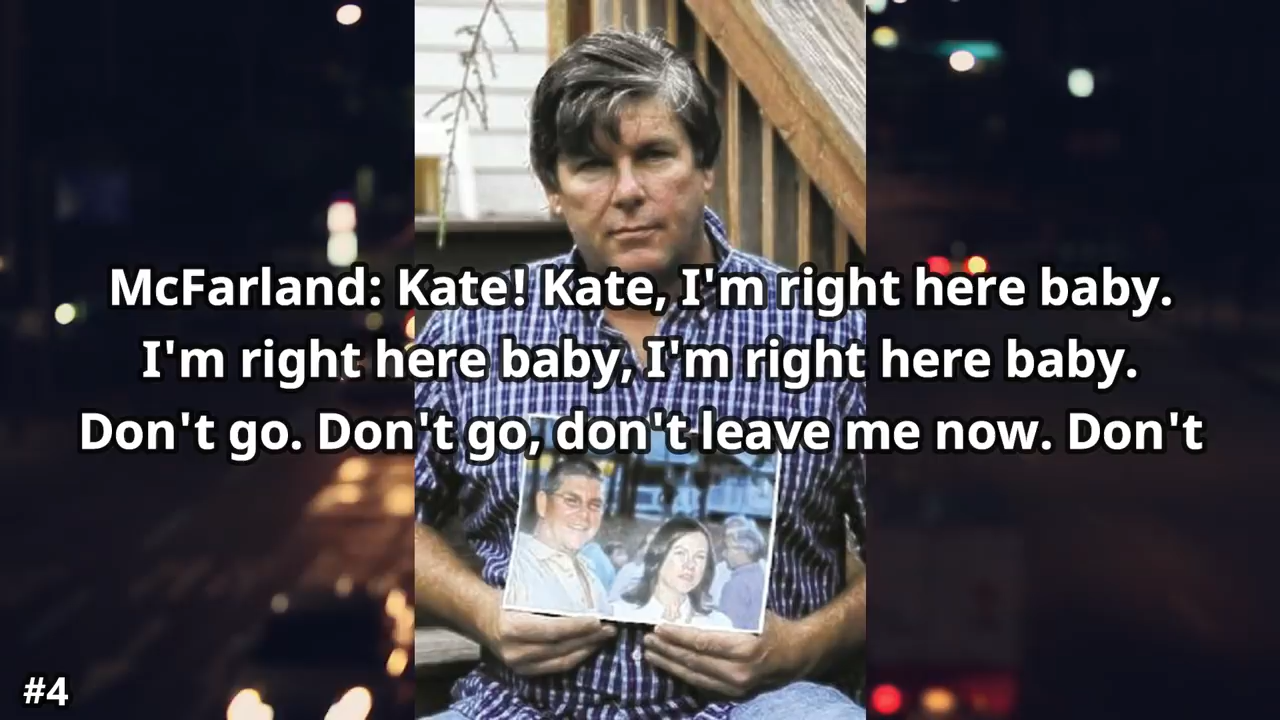 McFarland: Kate! Kate, I'm right here baby.
I'm right here baby, I'm right here baby.
Don't go. Don't go, don't leave me now. Don't
#4